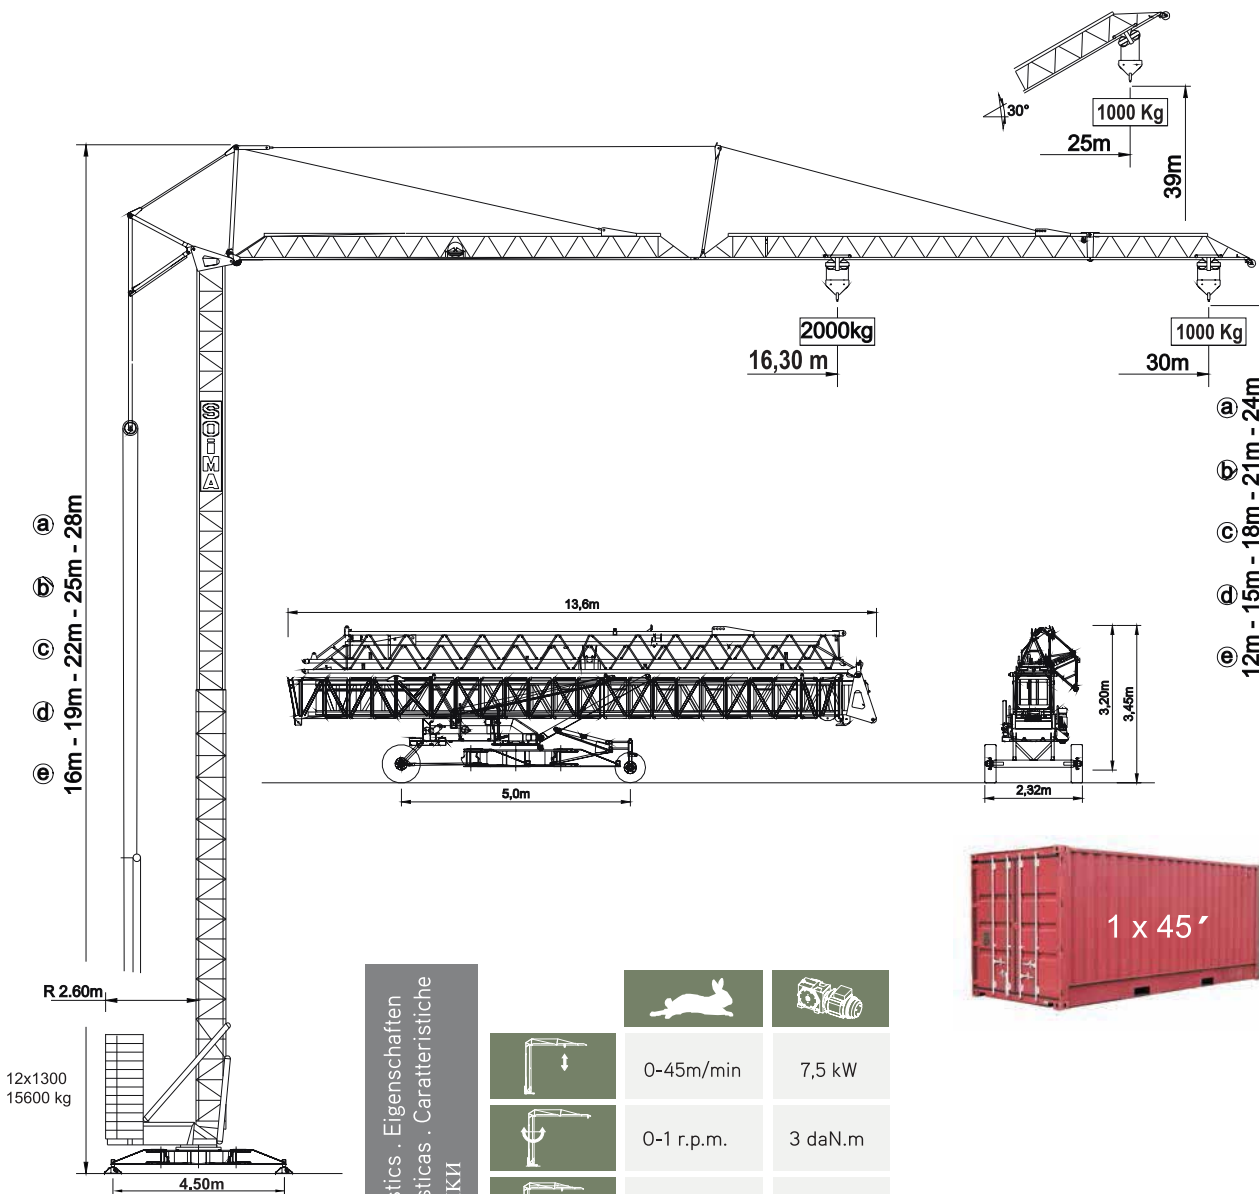 30°
1000 Kg
25m
39m
2000kg
16,30 m
1000 Kg
30m
SOIMA
a
b
c
d
e
16m - 19m - 22m - 25m - 28m
a
b
c
d
e
12m - 15m - 18m - 21m - 24m
13,6m
5,0m
3,20m
3,45m
2,32m
1 x 45´
R 2.60m
12x1300
15600 kg
4.50m
stics . Eigenschaften
sticas . Caratteristiche
КИ
0-45m/min
7,5 kW
0-1 r.p.m.
3 daN.m